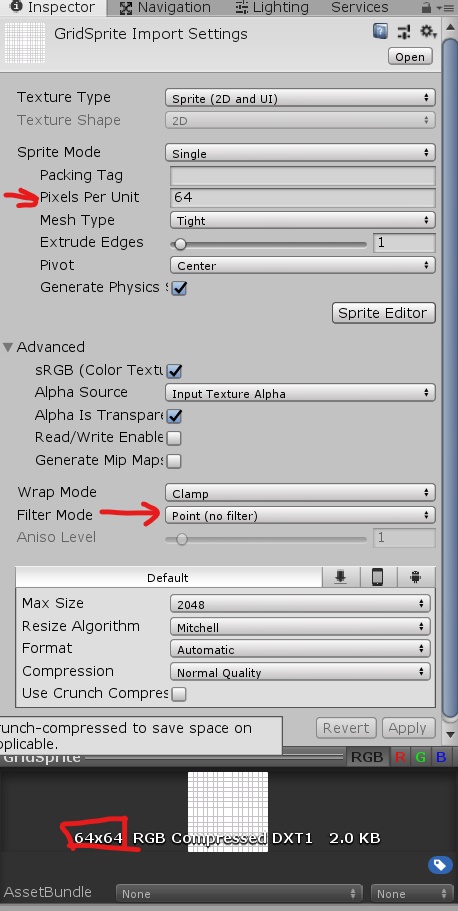 Inspector Navigation Lighting Services
GridSprite Import Settings
Open
Texture Type Sprite (2D and UI)
Texture Shape 2D
Sprite Mode Single
Packing Tag
Pixels Per Unit 64
Mesh Type Tight
Extrude Edges 1
Pivot Center
Generate Physics S
Sprite Editor
Advanced
sRGB (Color Textu
Alpha Source Input Texture Alpha
Alpha Is Transpare
Read/Write Enable
Generate Mip Maps
Wrap Mode Clamp
Filter Mode Point (no filter)
Aniso Level 1
Default
Max Size 2048
Resize Algorithm Mitchell
Format Automatic
Compression Normal Quality
Use Crunch Compres
runch-compressed to save space on
pplicable.
Revert Apply
GridSprite RGB R G B
64x64 RGB Compressed DXT1 2.0 KB
AssetBundle None None